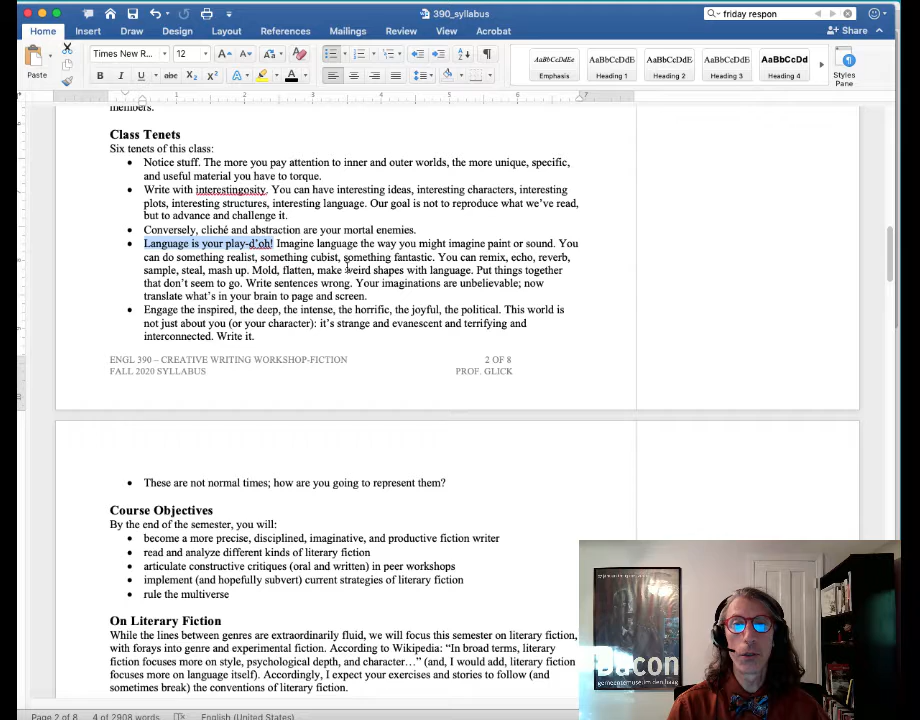 390_syllabus
friday respon
Home
Insert
Draw
Design
Layout
References
Mailings
Review
View
Acrobat
Share
Paste
Times New R...
12
AaBbCcDdEe
Emphasis
AaBbCcDc
Heading 1
AaBbCcDc
Heading 2
AaBbCcDc
Heading 3
AaBbCcDd
Heading 4
Styles
Pane
members.
Class Tenets
Six tenets of this class:
• Notice stuff. The more you pay attention to inner and outer worlds, the more unique, specific,
and useful material you have to torque.
• Write with interestingosity. You can have interesting ideas, interesting characters, interesting
plots, interesting structures, interesting language. Our goal is not to reproduce what we've read,
but to advance and challenge it.
• Conversely, cliché and abstraction are your mortal enemies.
• Language is your play-d'oh! Imagine language the way you might imagine paint or sound. You
can do something realist, something cubist, something fantastic. You can remix, echo, reverb,
sample, steal, mash up. Mold, flatten, make weird shapes with language. Put things together
that don't seem to go. Write sentences wrong. Your imaginations are unbelievable; now
translate what's in your brain to page and screen.
• Engage the inspired, the deep, the intense, the horrific, the joyful, the political. This world is
not just about you (or your character): it's strange and evanescent and terrifying and
interconnected. Write it.
ENGL 390 – CREATIVE WRITING WORKSHOP-FICTION 2 OF 8
FALL 2020 SYLLABUS PROF. GLICK
• These are not normal times; how are you going to represent them?
Course Objectives
By the end of the semester, you will:
• become a more precise, disciplined, imaginative, and productive fiction writer
• read and analyze different kinds of literary fiction
• articulate constructive critiques (oral and written) in peer workshops
• implement (and hopefully subvert) current strategies of literary fiction
• rule the multiverse
On Literary Fiction
While the lines between genres are extraordinarily fluid, we will focus this semester on literary fiction,
with forays into genre and experimental fiction. According to Wikipedia: "In broad terms, literary
fiction focuses more on style, psychological depth, and character…" (and, I would add, literary fiction
focuses more on language itself). Accordingly, I expect your exercises and stories to follow (and
sometimes break) the conventions of literary fiction.
Bacon
gemeentemuseum den haag
Page 2 of 8
4 of 2908 words
English (United States)